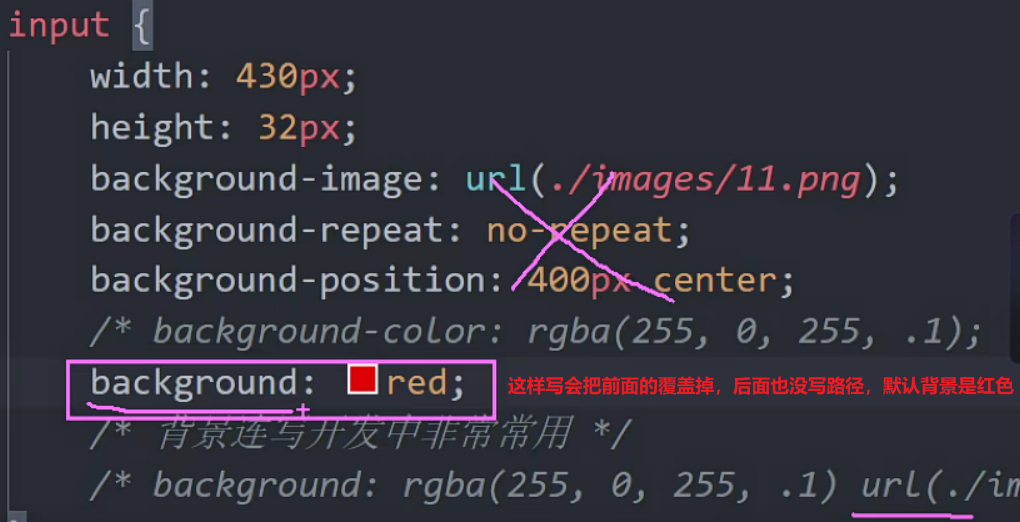 input {
width: 430px;
height: 32px;
background-image: url(./images/11.png);
background-repeat: no-repeat;
background-position: 400px center;
/* background-color: rgba(255, 0, 255, .1);
background: red;
这样写会把前面的覆盖掉，后面也没写路径，默认背景是红色
/* 背景连写开发中非常常用 */
/* background: rgba(255, 0, 255, .1) url(./im
}